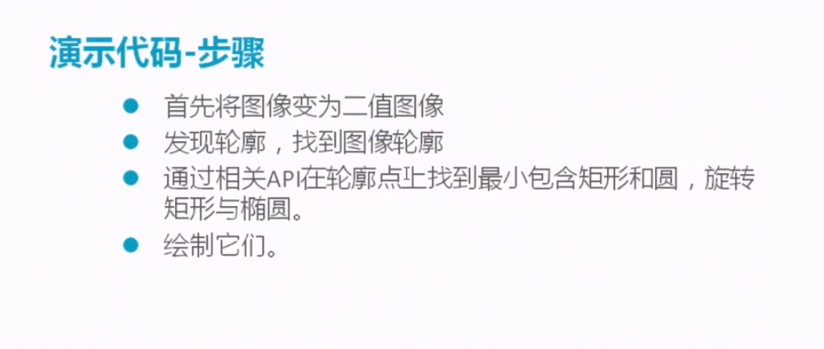 演示代码-步骤
首先将图像变为二值图像
发现轮廓，找到图像轮廓
通过相关API在轮廓点上找到最小包含矩形和圆，旋转
矩形与椭圆。
绘制它们。